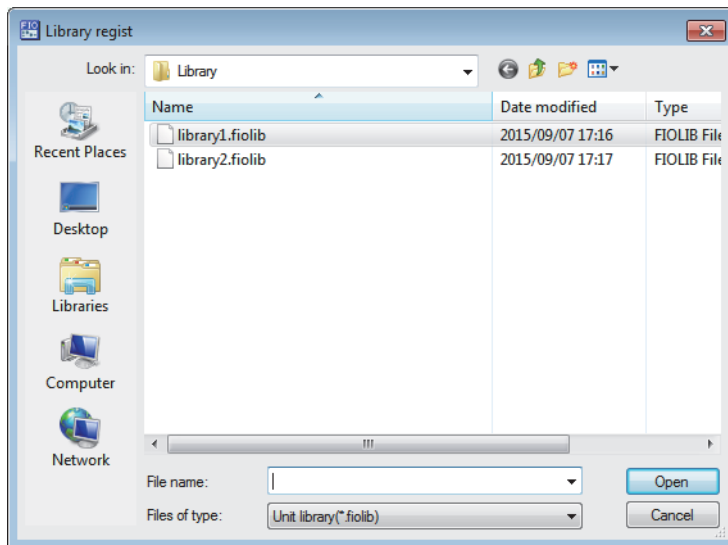 FIO
Library regist
Look in: Library
Name Date modified Type
library1.fiolib 2015/09/07 17:16 FIOLIB File
library2.fiolib 2015/09/07 17:17 FIOLIB File
Recent Places
Desktop
Libraries
Computer
Network
File name: Open
Files of type: Unit library(*.fiolib) Cancel